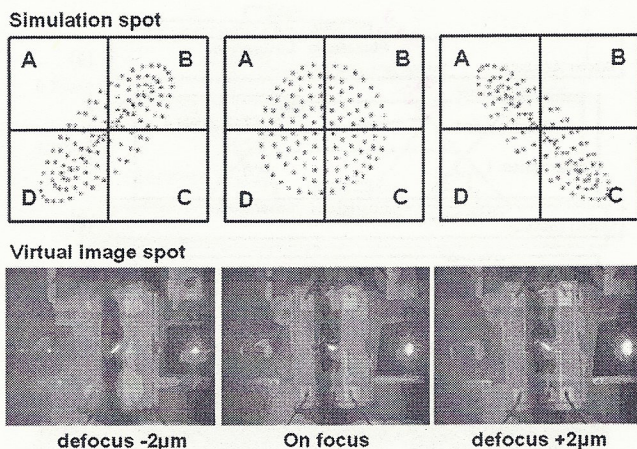 Simulation spot
A B A B A B
D C D C D C
Virtual image spot
defocus -2µm On focus defocus +2µm